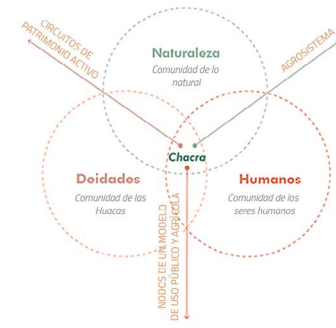 CIRCUITOS DE
PATRIMONIO ACTIVO
Naturaleza
Comunidad de lo
natural
AGROSISTEMA
Chacra
Deidades
Comunidad de las
Huacas
Humanos
Comunidad de los
seres humanos
NODOS DE UN MODELO
DE USO PÚBLICO Y AGRÍCOLA